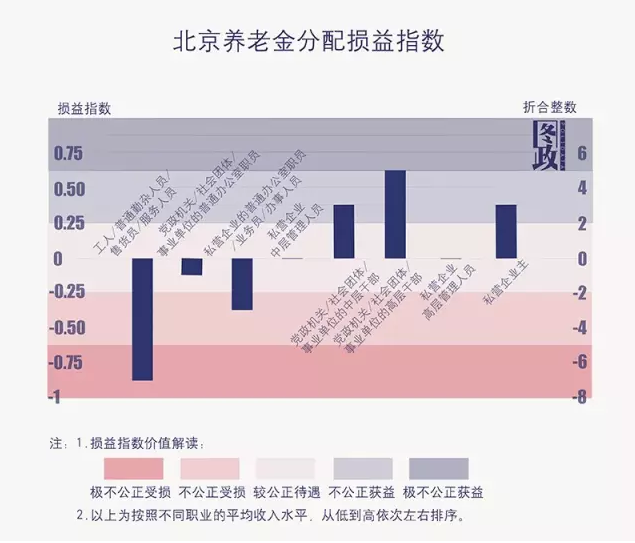 北京养老金分配损益指数
损益指数
折合整数
图政
0.75
6
0.50
4
0.25
2
0
0
-0.25
-2
-0.50
-4
-0.75
-6
-1
-8
工人/普通勤杂人员/
售货员/服务人员
党政机关/社会团体/
事业单位的普通办公室职员
私营企业的普通办公室职员
/业务员/办事人员
私营企业
中层管理人员
党政机关/社会团体/
事业单位的中层干部
党政机关/社会团体/
事业单位的高层干部
私营企业
高层管理人员
私营企业主
注：1.损益指数价值解读：
极不公正受损
不公正受损
较公正待遇
不公正获益
极不公正获益
2.以上为按照不同职业的平均收入水平，从低到高依次左右排序。